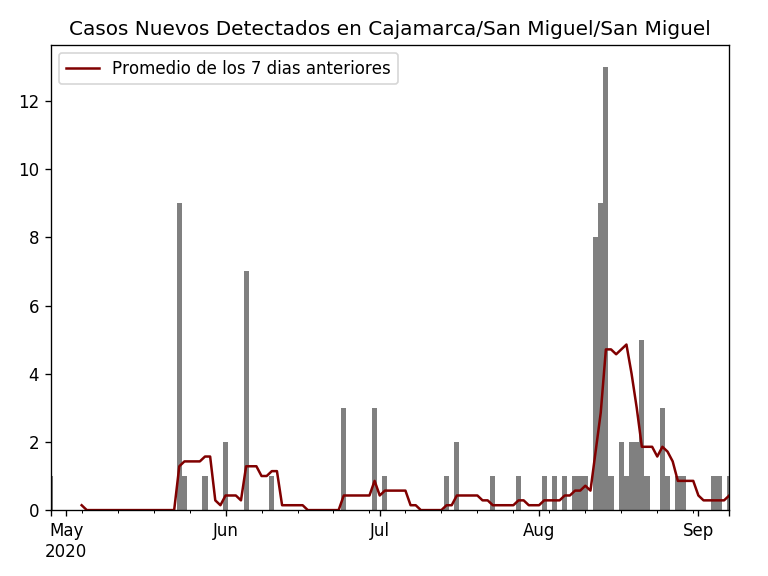 Casos Nuevos Detectados en Cajamarca/San Miguel/San Miguel
Promedio de los 7 dias anteriores
12
10
8
6
4
2
0
May Jun Jul Aug Sep
2020